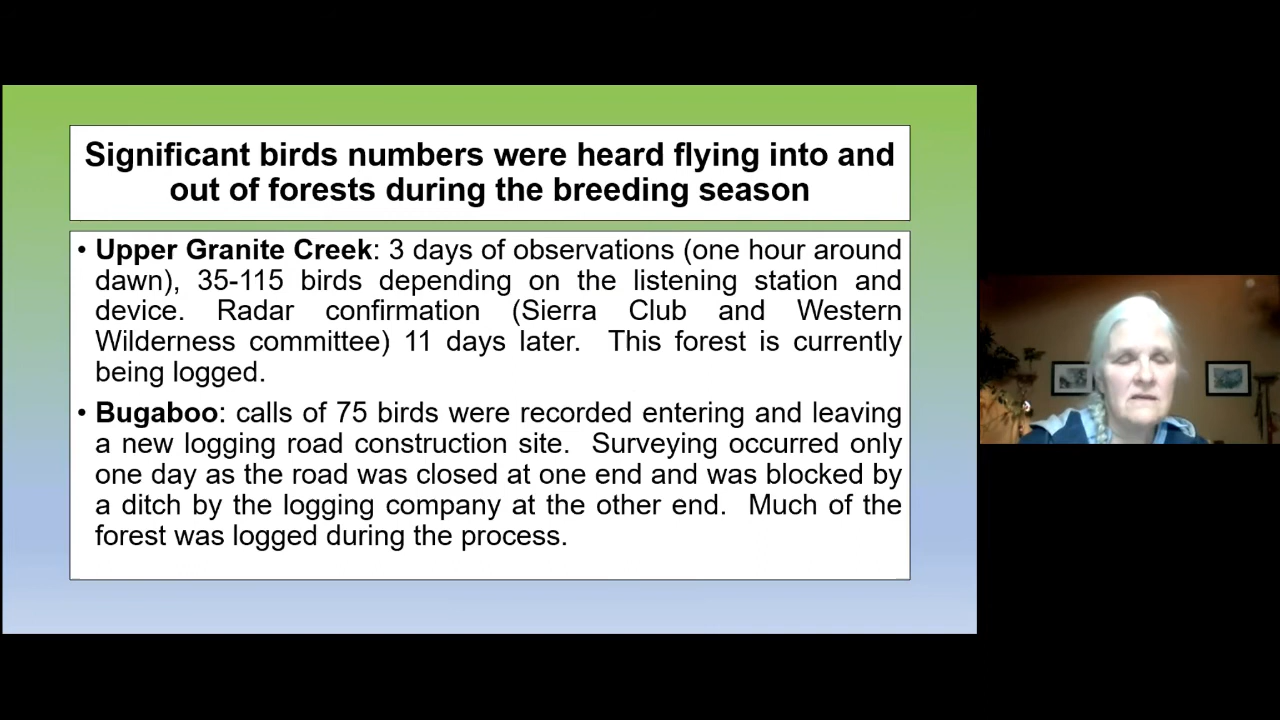 Significant birds numbers were heard flying into and
out of forests during the breeding season
• Upper Granite Creek: 3 days of observations (one hour around
dawn), 35-115 birds depending on the listening station and
device. Radar confirmation (Sierra Club and Western
Wilderness committee) 11 days later. This forest is currently
being logged.
• Bugaboo: calls of 75 birds were recorded entering and leaving
a new logging road construction site. Surveying occurred only
one day as the road was closed at one end and was blocked by
a ditch by the logging company at the other end. Much of the
forest was logged during the process.